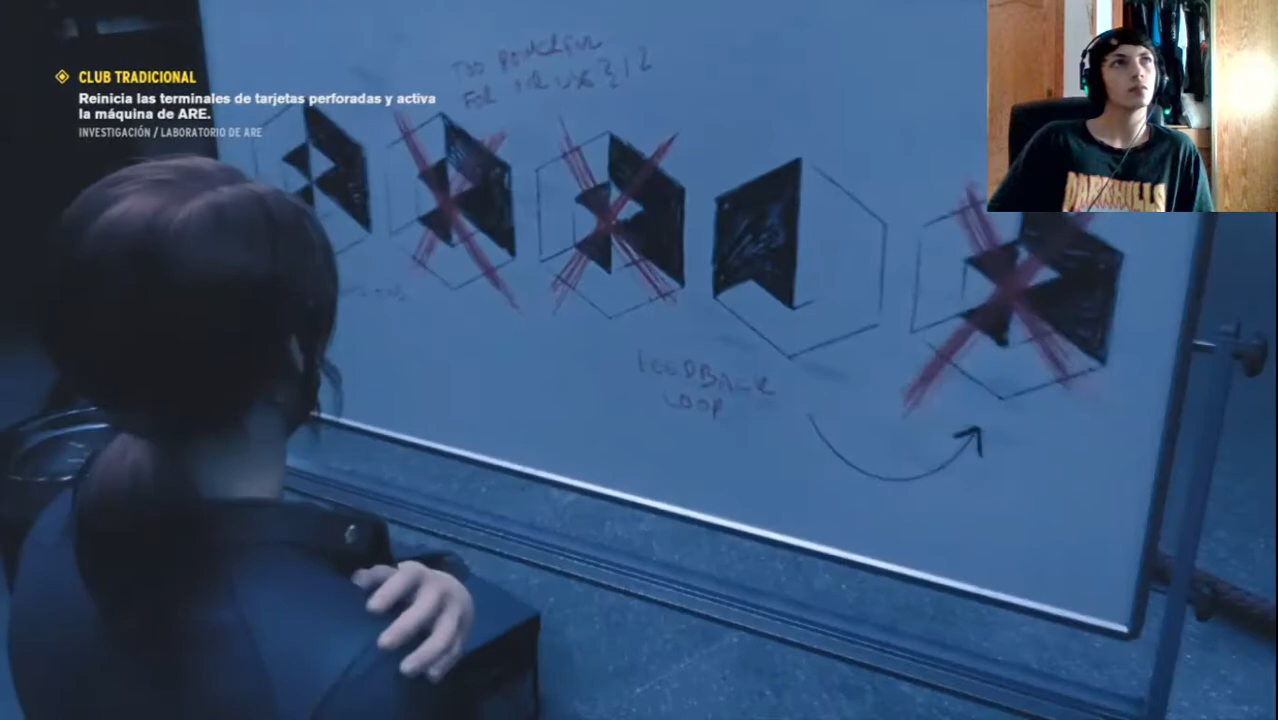 CLUB TRADICIONAL
Reinicia las terminales de tarjetas perforadas y activa
la máquina de ARE.
INVESTIGACIÓN / LABORATORIO DE ARE
TOO POWERFUL
FOR
FEEDBACK
LOOP